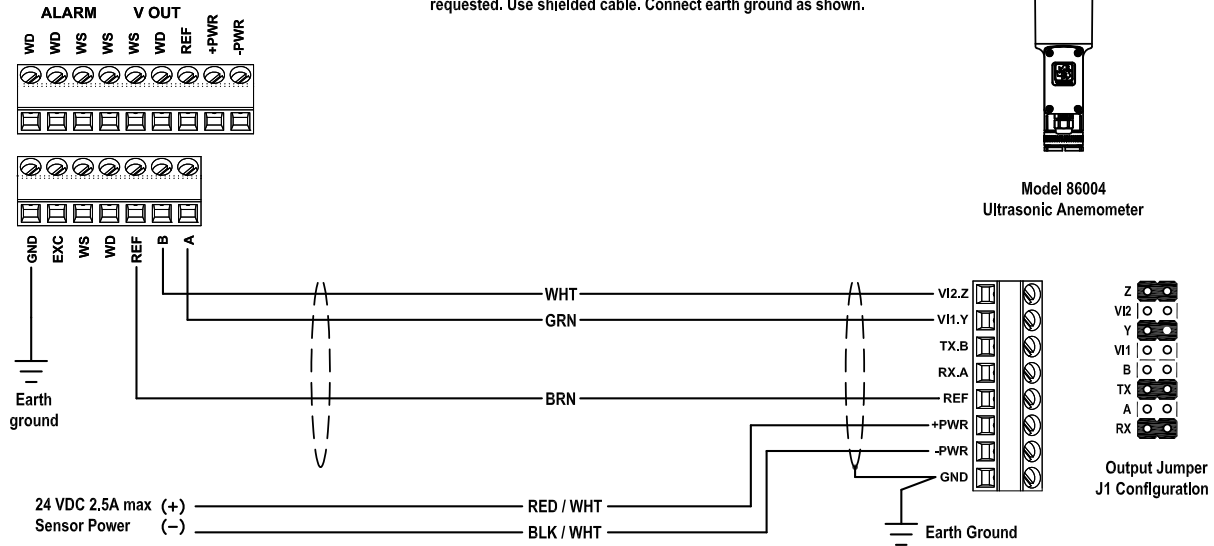 requested. Use shielded cable. Connect earth ground as shown.
ALARM V OUT
WD WD WS WS WS WD REF +PWR -PWR
GND EXC WS WD REF B A
Model 86004
Ultrasonic Anemometer
WHT
GRN
BRN
VI2.Z
VI1.Y
TX.B
RX.A
REF
+PWR
-PWR
GND
Z
VI2
Y
VI1
B
TX
A
RX
Output Jumper
J1 Configuration
Earth
ground
24 VDC 2.5A max (+)
Sensor Power (−)
RED / WHT
BLK / WHT
Earth Ground